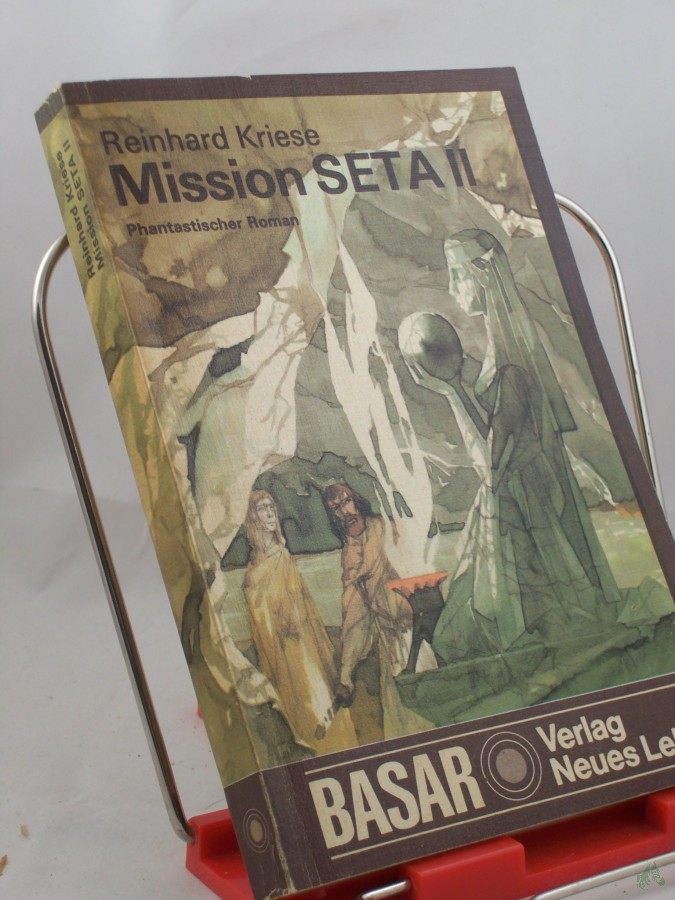 Reinhard Kriese
Mission SETA II
Phantastischer Roman
Reinhard Kriese
Mission SETA II
BASAR
Verlag
Neues Le